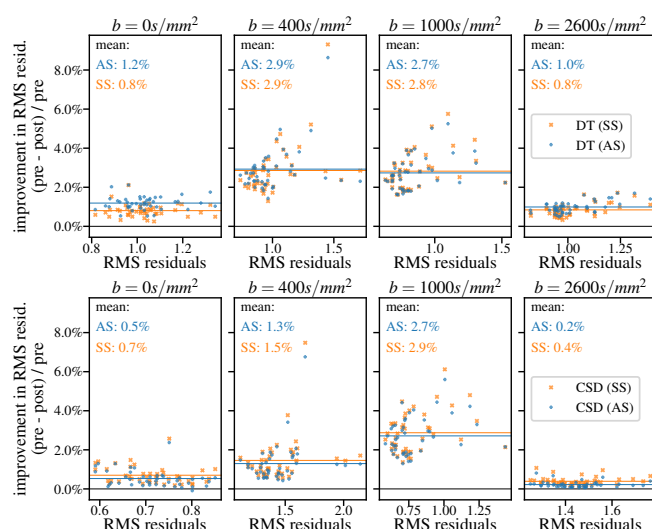 b = 0s/mm²
b = 400s/mm²
b = 1000s/mm²
b = 2600s/mm²
improvement in RMS resid.
(pre - post) / pre
8.0%
6.0%
4.0%
2.0%
0.0%
mean:
AS: 1.2%
SS: 0.8%
mean:
AS: 2.9%
SS: 2.9%
mean:
AS: 2.7%
SS: 2.8%
mean:
AS: 1.0%
SS: 0.8%
DT (SS)
DT (AS)
0.8 1.0 1.2
1.0 1.5
1.0 1.5
1.00 1.25
RMS residuals
RMS residuals
RMS residuals
RMS residuals
b = 0s/mm²
b = 400s/mm²
b = 1000s/mm²
b = 2600s/mm²
improvement in RMS resid.
(pre - post) / pre
8.0%
6.0%
4.0%
2.0%
0.0%
mean:
AS: 0.5%
SS: 0.7%
mean:
AS: 1.3%
SS: 1.5%
mean:
AS: 2.7%
SS: 2.9%
mean:
AS: 0.2%
SS: 0.4%
CSD (SS)
CSD (AS)
0.6 0.7 0.8
1.5 2.0
0.75 1.00 1.25
1.4 1.6
RMS residuals
RMS residuals
RMS residuals
RMS residuals